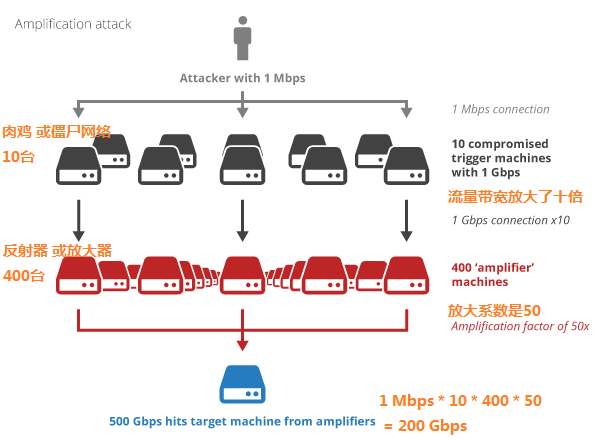 Amplification attack
Attacker with 1 Mbps
1 Mbps connection
肉鸡 或僵尸网络
10台
10 compromised
trigger machines
with 1 Gbps
流量带宽放大了十倍
1 Gbps connection x10
反射器 或放大器
400台
400 ‘amplifier’
machines
放大系数是50
Amplification factor of 50x
500 Gbps hits target machine from amplifiers
1 Mbps * 10 * 400 * 50
= 200 Gbps